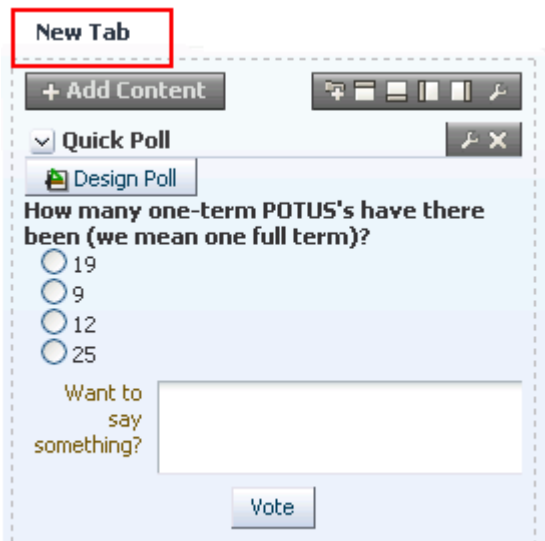 New Tab
+ Add Content
Quick Poll
Design Poll
How many one-term POTUS's have there
been (we mean one full term)?
19
9
12
25
Want to
say
something?
Vote